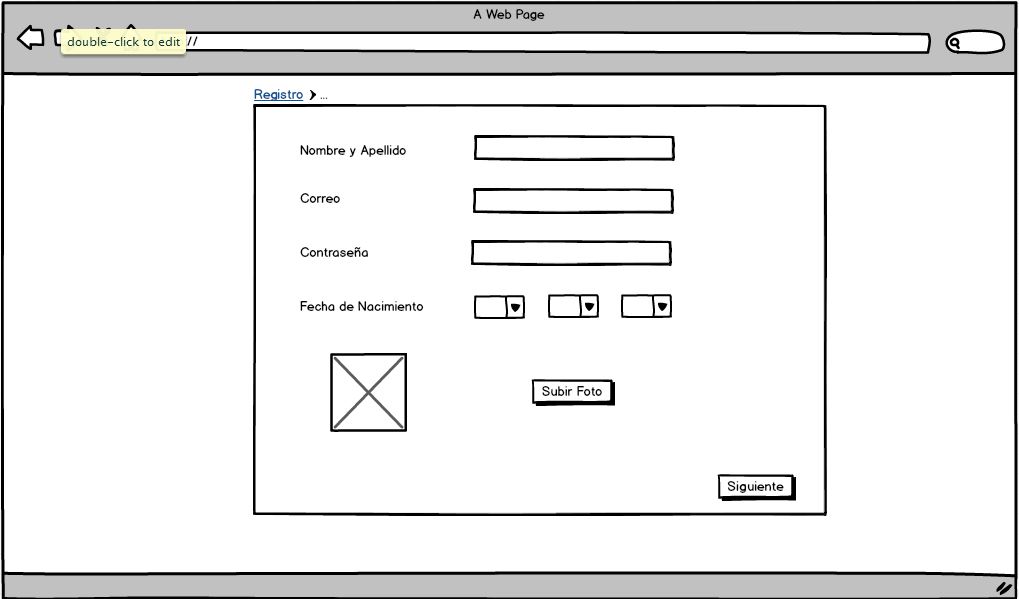 A Web Page
double-click to edit
//
Registro ...
Nombre y Apellido
Correo
Contraseña
Fecha de Nacimiento
Subir Foto
Siguiente